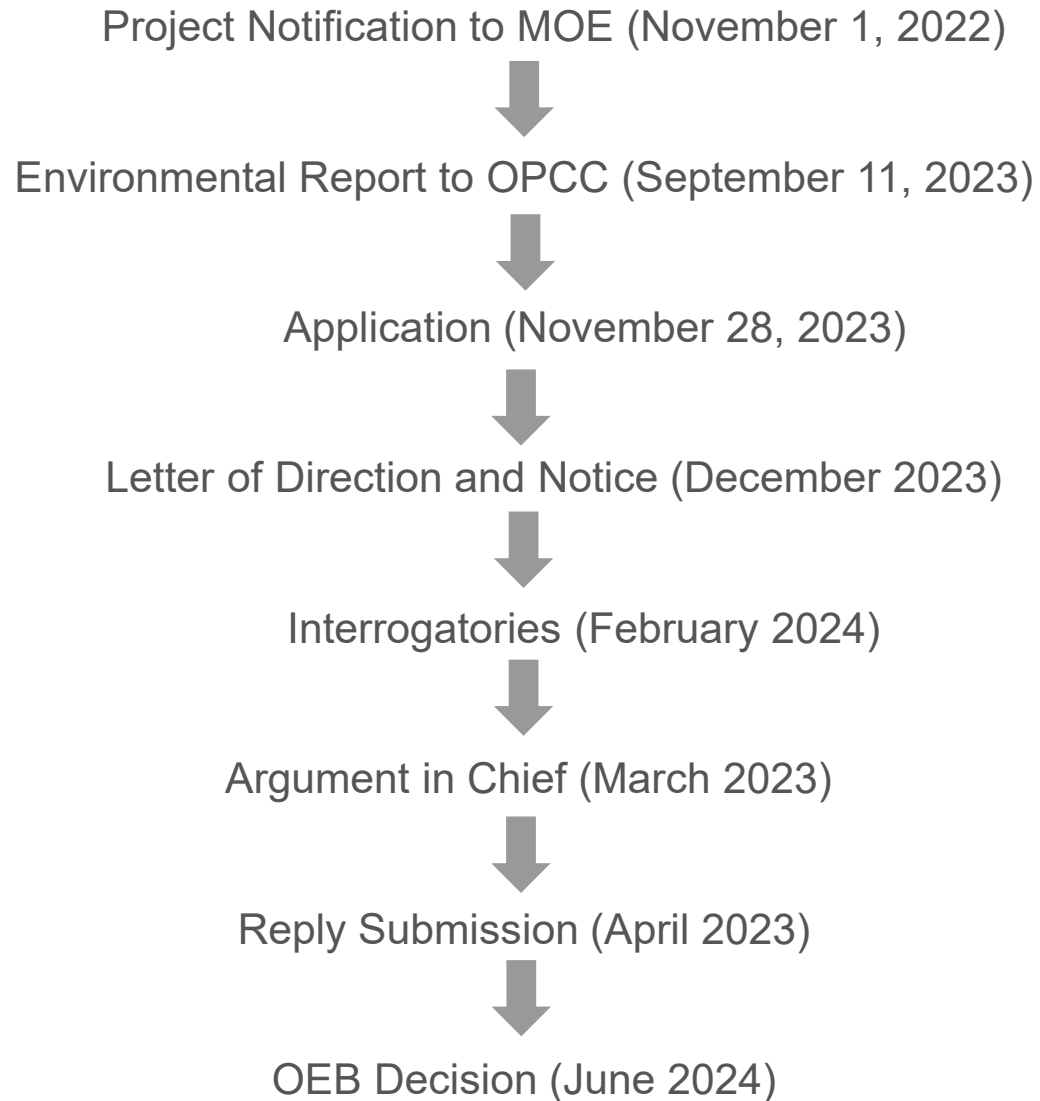 Project Notification to MOE (November 1, 2022)
Environmental Report to OPCC (September 11, 2023)
Application (November 28, 2023)
Letter of Direction and Notice (December 2023)
Interrogatories (February 2024)
Argument in Chief (March 2023)
Reply Submission (April 2023)
OEB Decision (June 2024)